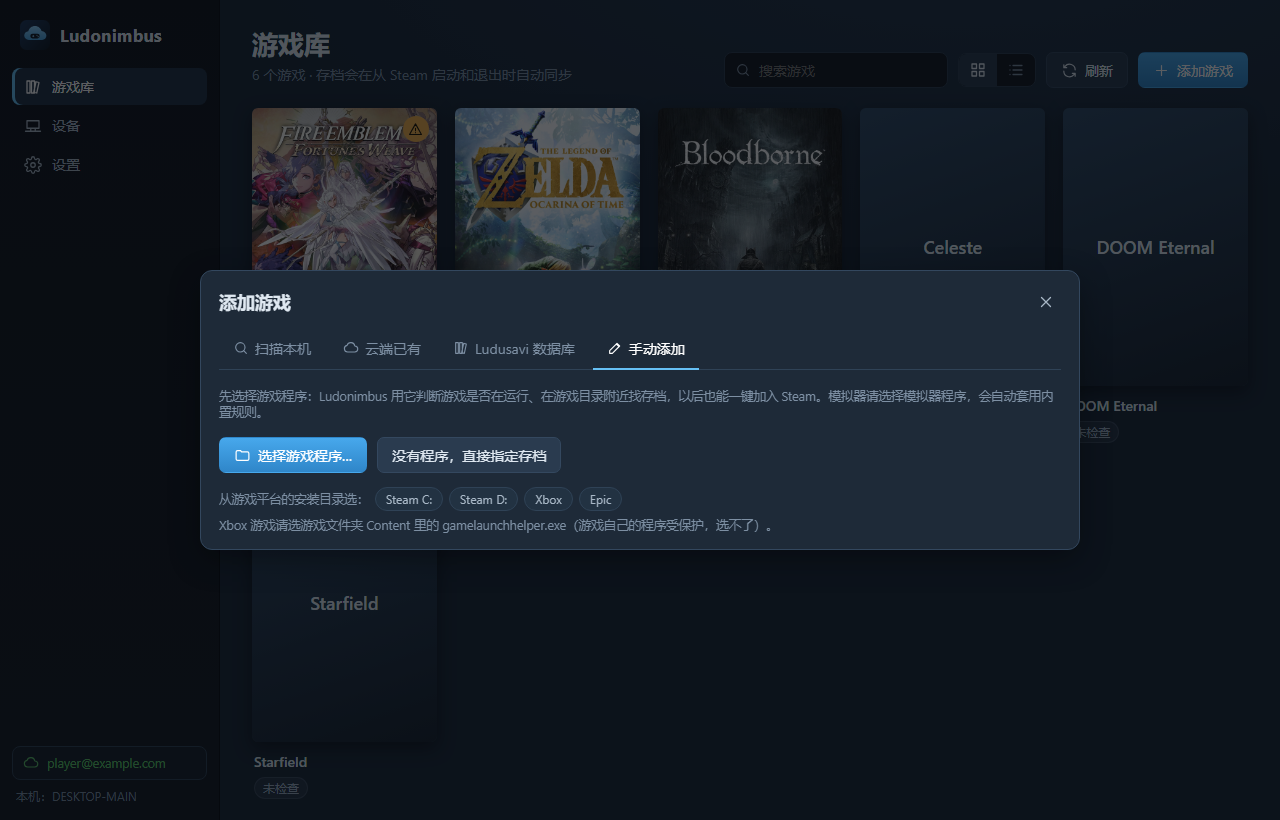 Ludonimbus
游戏库
设备
设置
游戏库
6 个游戏 · 存档会在从 Steam 启动和退出时自动同步
搜索游戏
刷新
添加游戏
FIRE EMBLEM
FORTUNE'S WEAVE
THE LEGEND OF
ZELDA
OCARINA OF TIME
Bloodborne
Celeste
DOOM Eternal
添加游戏
扫描本机
云端已有
Ludusavi 数据库
手动添加
先选择游戏程序：Ludonimbus 用它判断游戏是否在运行、在游戏目录附近找存档，以后也能一键加入 Steam。模拟器请选择模拟器程序，会自动套用内
置规则。
选择游戏程序...
没有程序，直接指定存档
从游戏平台的安装目录选：
Steam C:
Steam D:
Xbox
Epic
Xbox 游戏请选游戏文件夹 Content 里的 gamelaunchhelper.exe（游戏自己的程序受保护，选不了）。
DOOM Eternal
未检查
Starfield
Starfield
未检查
player@example.com
本机：DESKTOP-MAIN